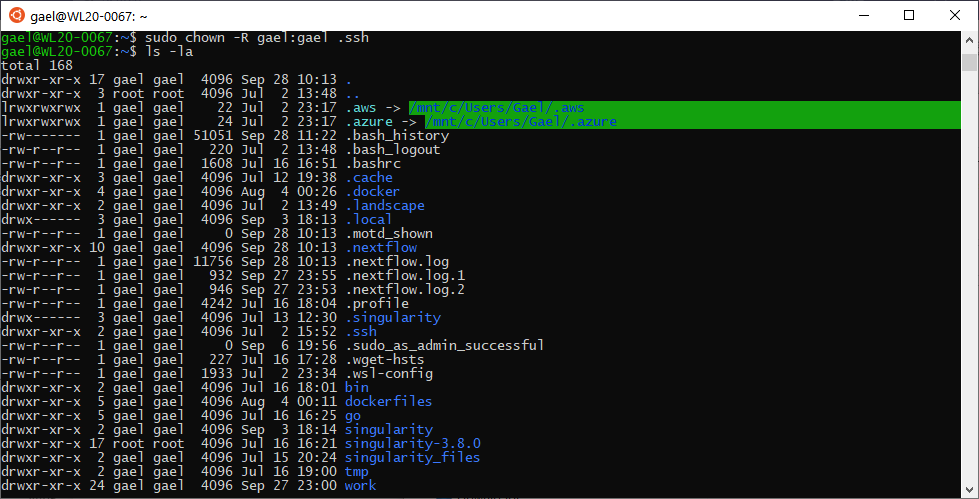 gael@WL20-0067: ~
gael@WL20-0067:~$ sudo chown -R gael:gael .ssh
gael@WL20-0067:~$ ls -la
total 168
drwxr-xr-x 17 gael gael  4096 Sep 28 10:13 .
drwxr-xr-x  3 root root  4096 Jul  2 13:48 ..
lrwxrwxrwx  1 gael gael    22 Jul  2 23:17 .aws -> /mnt/c/Users/Gael/.aws
lrwxrwxrwx  1 gael gael    24 Jul  2 23:17 .azure -> /mnt/c/Users/Gael/.azure
-rw-------  1 gael gael 51051 Sep 28 11:22 .bash_history
-rw-r--r--  1 gael gael   220 Jul  2 13:48 .bash_logout
-rw-r--r--  1 gael gael  1608 Jul 16 16:51 .bashrc
drwxr-xr-x  3 gael gael  4096 Jul 12 19:38 .cache
drwxr-xr-x  4 gael gael  4096 Aug  4 00:26 .docker
drwxr-xr-x  2 gael gael  4096 Jul  2 13:49 .landscape
drwx------  3 gael gael  4096 Sep  3 18:13 .local
-rw-r--r--  1 gael gael     0 Sep 28 10:13 .motd_shown
drwxr-xr-x 10 gael gael  4096 Sep 28 10:13 .nextflow
-rw-r--r--  1 gael gael 11756 Sep 28 10:13 .nextflow.log
-rw-r--r--  1 gael gael   932 Sep 27 23:55 .nextflow.log.1
-rw-r--r--  1 gael gael   946 Sep 27 23:53 .nextflow.log.2
-rw-r--r--  1 gael gael  4242 Jul 16 18:04 .profile
drwx------  3 gael gael  4096 Jul 13 12:30 .singularity
drwxr-xr-x  2 gael gael  4096 Jul  2 15:52 .ssh
-rw-r--r--  1 gael gael     0 Sep  6 19:56 .sudo_as_admin_successful
-rw-r--r--  1 gael gael   227 Jul 16 17:28 .wget-hsts
-rw-r--r--  1 gael gael  1933 Jul  2 23:34 .wsl-config
drwxr-xr-x  2 gael gael  4096 Jul 16 18:01 bin
drwxr-xr-x  5 gael gael  4096 Aug  4 00:11 dockerfiles
drwxr-xr-x  5 gael gael  4096 Jul 16 16:25 go
drwxr-xr-x  2 gael gael  4096 Sep  3 18:14 singularity
drwxr-xr-x 17 root root  4096 Jul 16 16:21 singularity-3.8.0
drwxr-xr-x  2 gael gael  4096 Jul 15 20:24 singularity_files
drwxr-xr-x  2 gael gael  4096 Jul 16 19:00 tmp
drwxr-xr-x 24 gael gael  4096 Sep 27 23:00 work